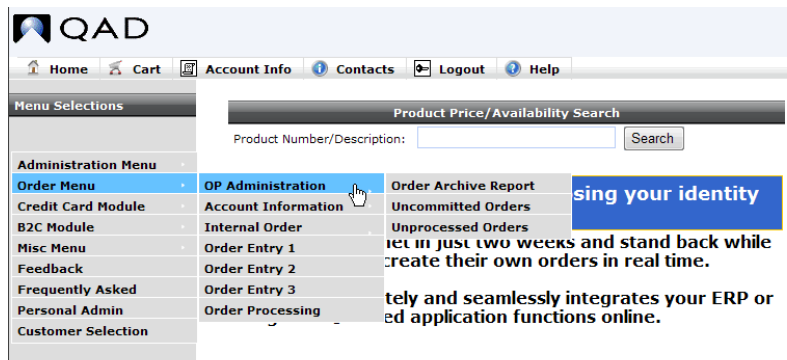 QAD
Home Cart Account Info Contacts Logout Help
Menu Selections
Product Price/Availability Search
Product Number/Description: Search
Administration Menu
Order Menu OP Administration Order Archive Report
sing your identity
Credit Card Module Account Information Uncommitted Orders
B2C Module Internal Order Unprocessed Orders
in just two weeks and stand back while
Misc Menu Order Entry 1
create their own orders in real time.
Feedback Order Entry 2
Frequently Asked Order Entry 3
tely and seamlessly integrates your ERP or
Personal Admin Order Processing
ed application functions online.
Customer Selection